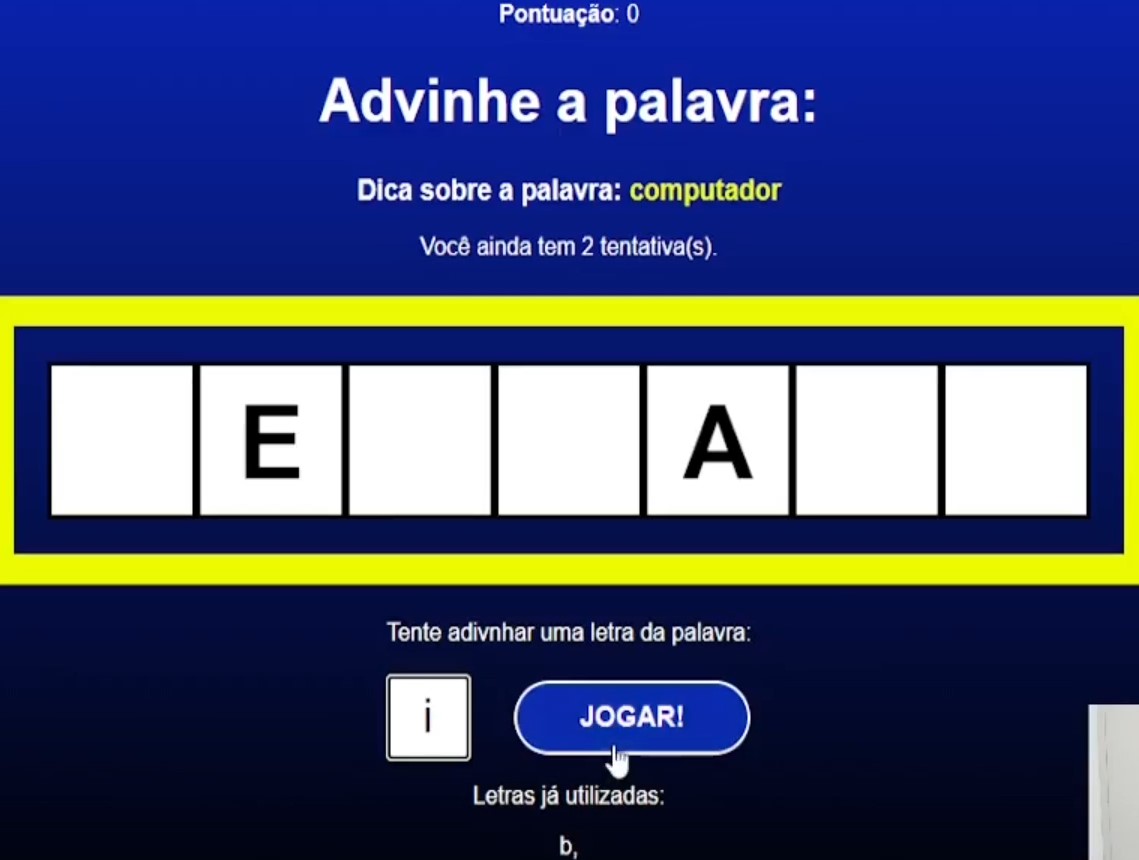 Pontuação: 0
Advinhe a palavra:
Dica sobre a palavra: computador
Você ainda tem 2 tentativa(s).
E A
Tente adivnhar uma letra da palavra:
i JOGAR!
Letras já utilizadas:
b,